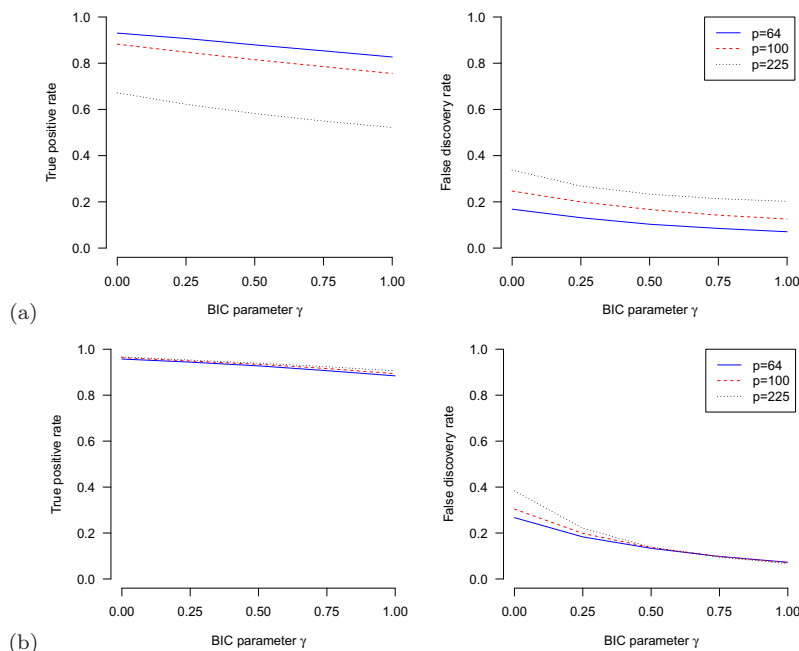 True positive rate
1.0
0.8
0.6
0.4
0.2
0.0
0.00 0.25 0.50 0.75 1.00
BIC parameter γ
False discovery rate
1.0
0.8
0.6
0.4
0.2
0.0
0.00 0.25 0.50 0.75 1.00
BIC parameter γ
p=64
p=100
p=225
(a)
True positive rate
1.0
0.8
0.6
0.4
0.2
0.0
0.00 0.25 0.50 0.75 1.00
BIC parameter γ
False discovery rate
1.0
0.8
0.6
0.4
0.2
0.0
0.00 0.25 0.50 0.75 1.00
BIC parameter γ
p=64
p=100
p=225
(b)